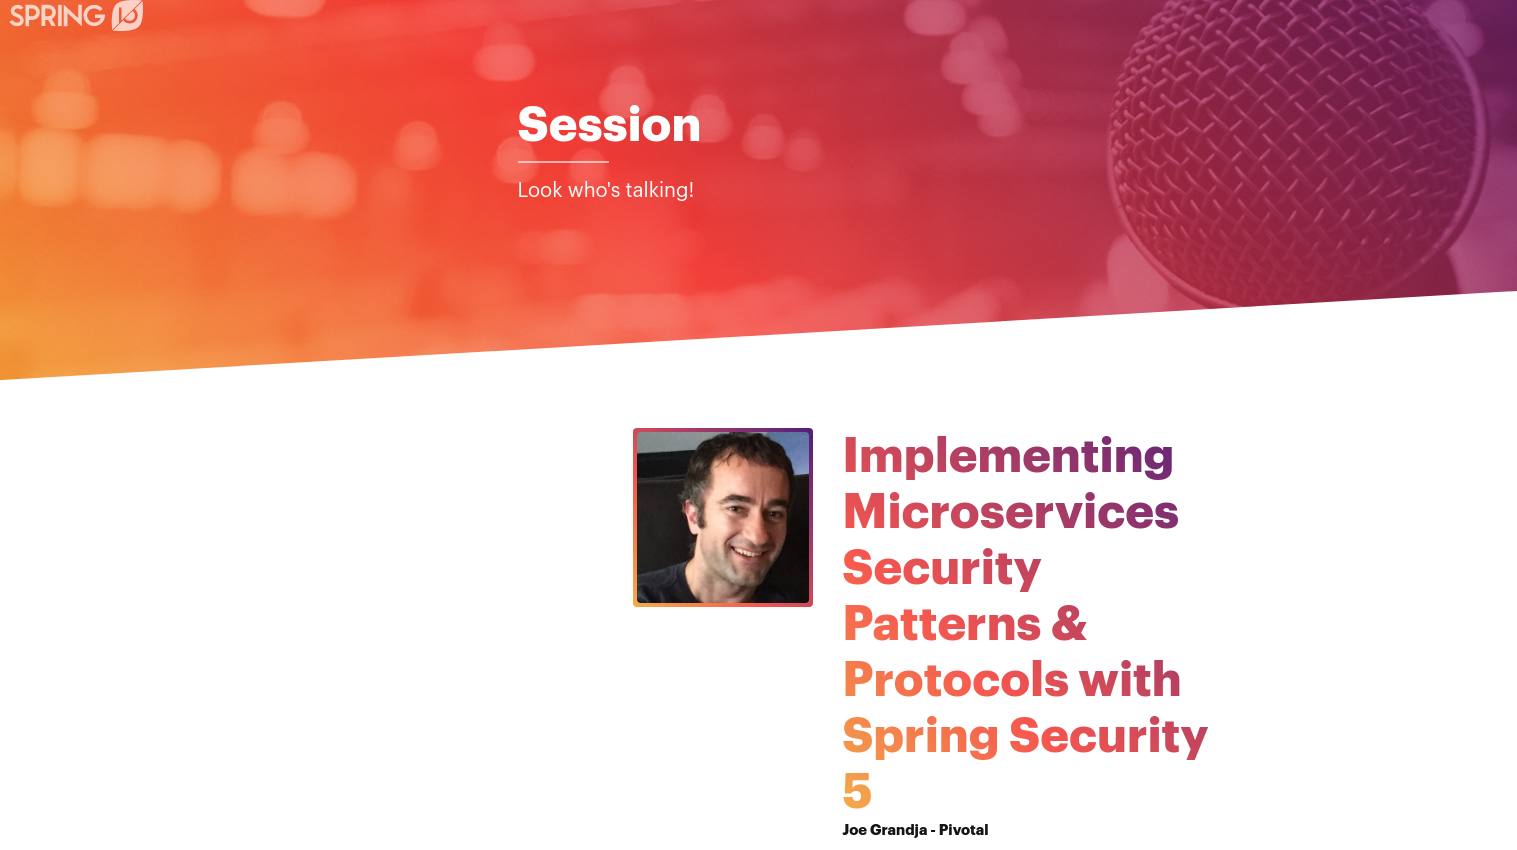 SPRING
Session
Look who's talking!
Implementing
Microservices
Security
Patterns &
Protocols with
Spring Security
5
Joe Grandja - Pivotal